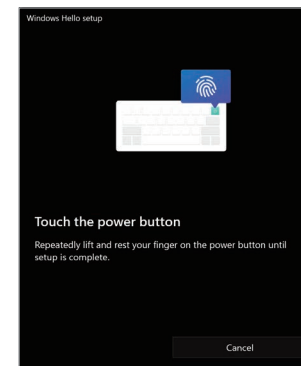 Windows Hello setup
Touch the power button
Repeatedly lift and rest your finger on the power button until
setup is complete.
Cancel